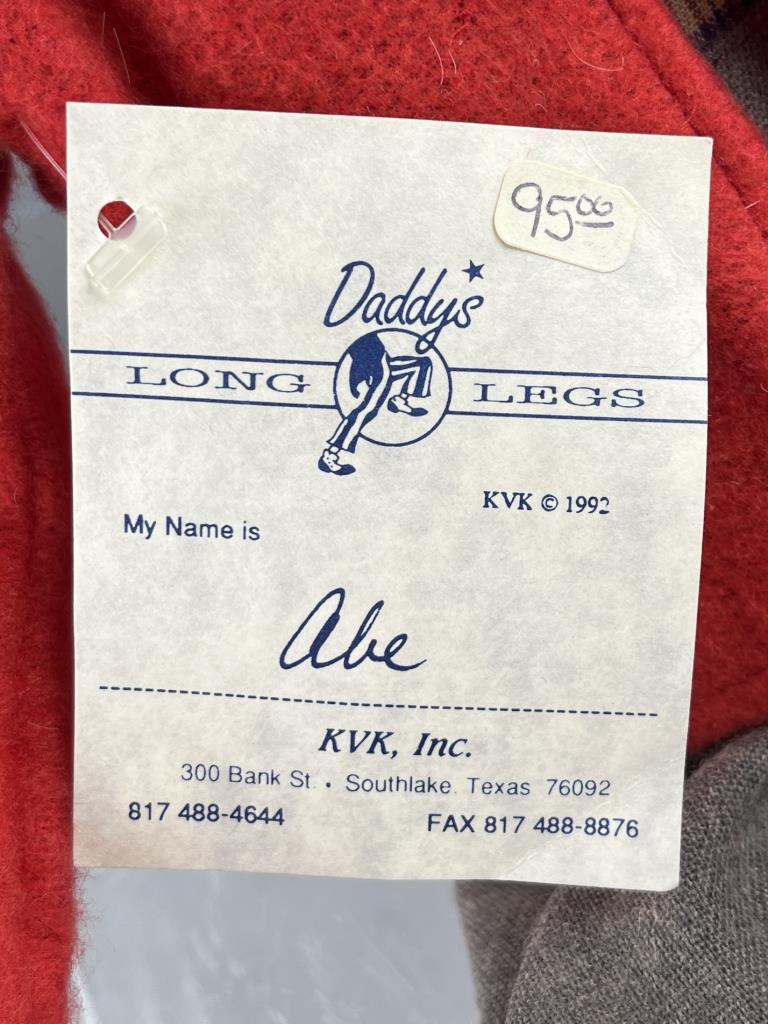 95⁰⁰
Daddys
LONG LEGS
KVK © 1992
My Name is
Abe
KVK, Inc.
300 Bank St. • Southlake, Texas 76092
817 488-4644 FAX 817 488-8876